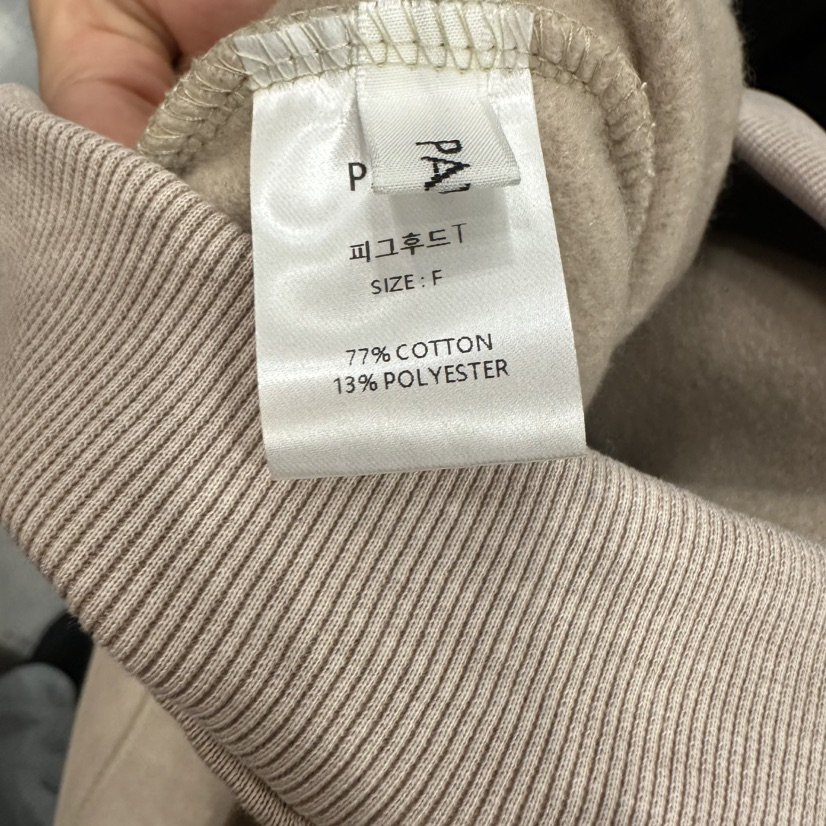 피그후드T
SIZE : F
77% COTTON
13% POLYESTER